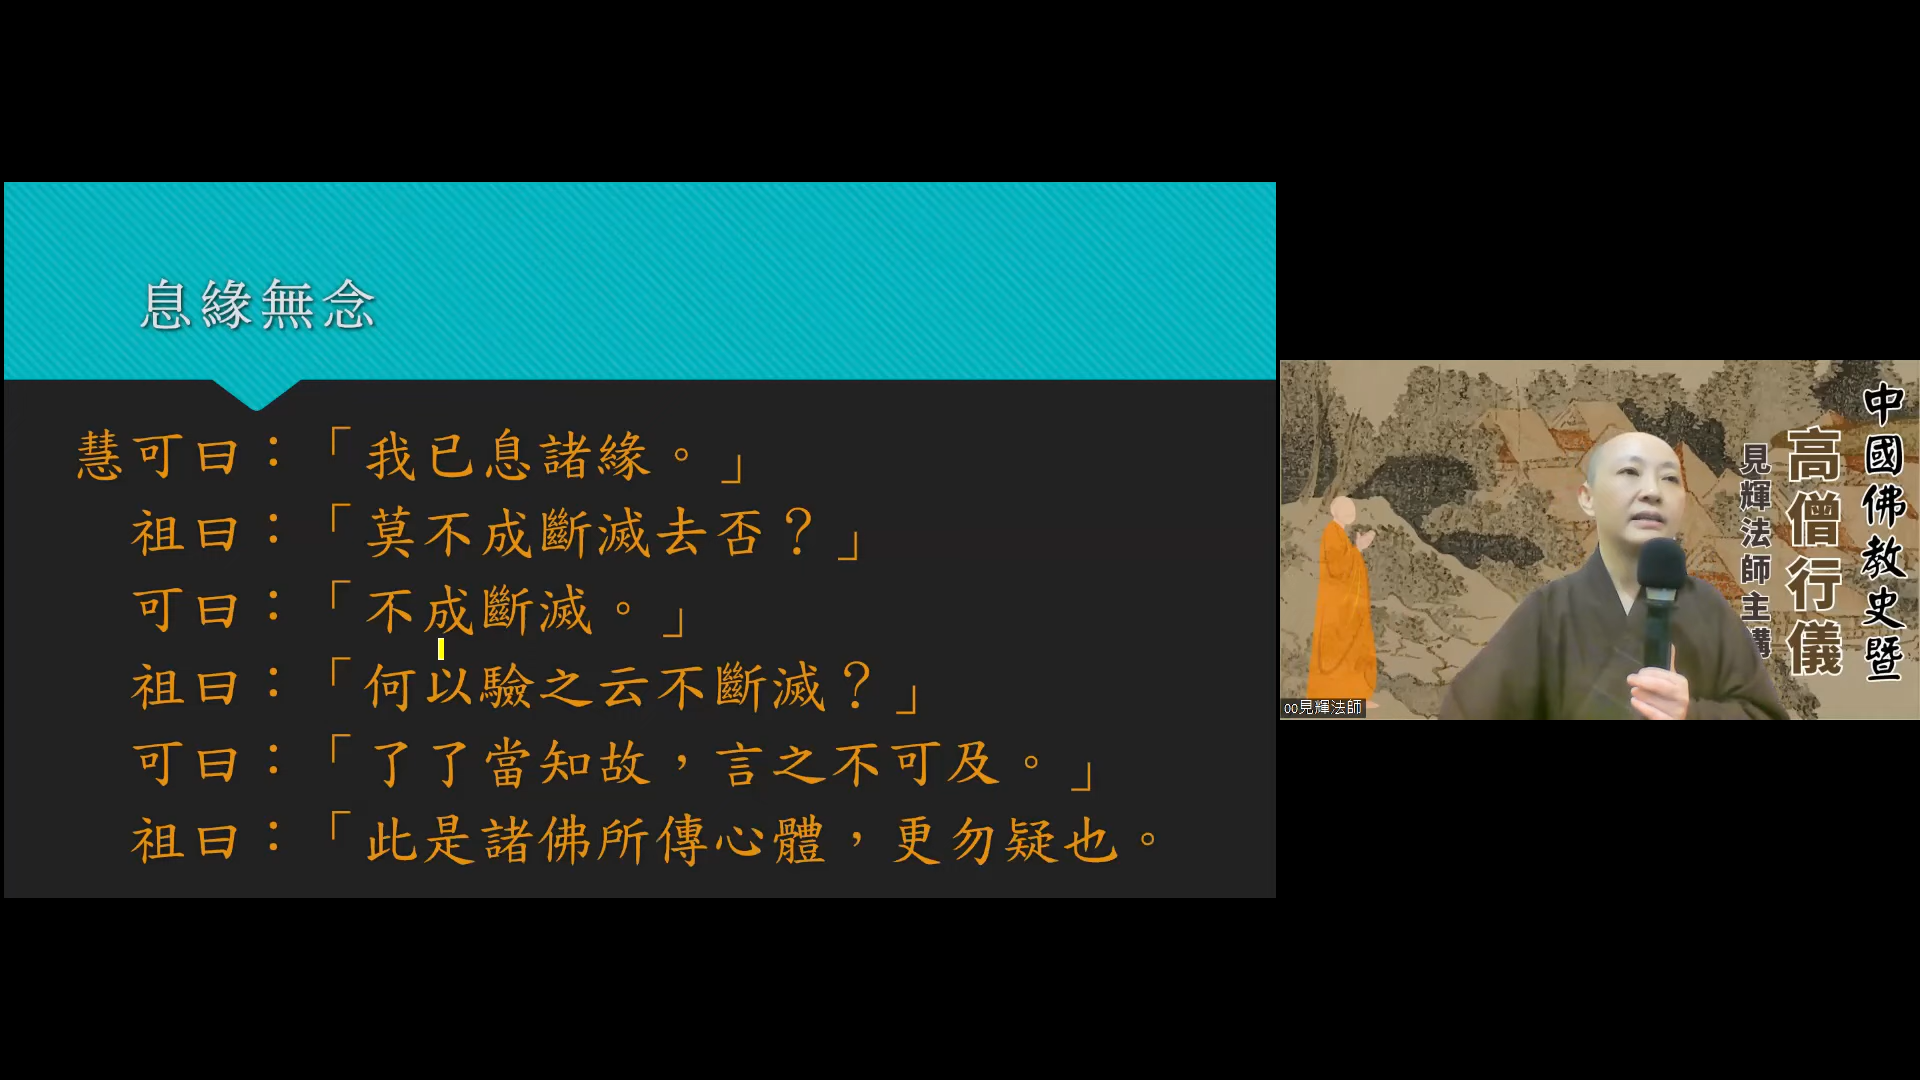 息緣無念
慧可曰：「我已息諸緣。」
祖曰：「莫不成斷滅去否？」
可曰：「不成斷滅。」
祖曰：「何以驗之云不斷滅？」
可曰：「了了當知故，言之不可及。」
祖曰：「此是諸佛所傳心體，更勿疑也。
中國佛教史暨
高僧行儀
見輝法師主講
oo見輝法師